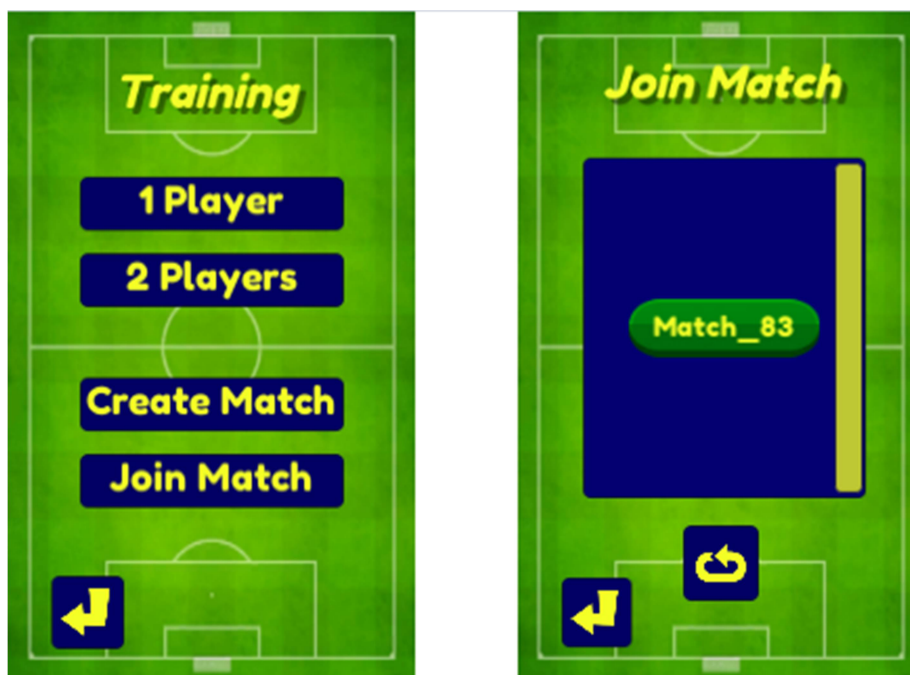 Training
1 Player
2 Players
Create Match
Join Match
Join Match
Match_83